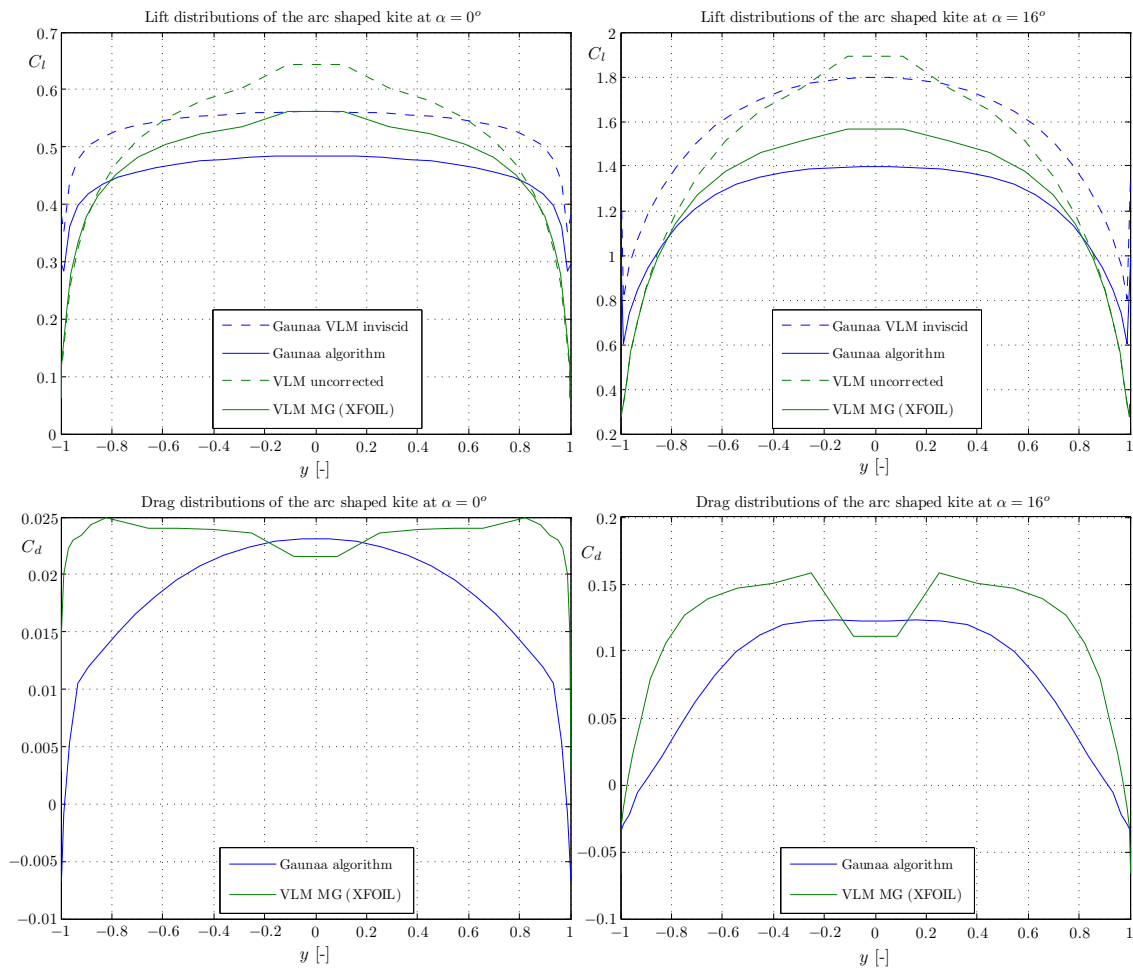 Lift distributions of the arc shaped kite at α = 0°
C_l
0.7
0.6
0.5
0.4
0.3
0.2
0.1
0
−1 −0.8 −0.6 −0.4 −0.2 0 0.2 0.4 0.6 0.8 1
y [-]
Gaunaa VLM inviscid
Gaunaa algorithm
VLM uncorrected
VLM MG (XFOIL)
Lift distributions of the arc shaped kite at α = 16°
C_l
2
1.8
1.6
1.4
1.2
1
0.8
0.6
0.4
0.2
−1 −0.8 −0.6 −0.4 −0.2 0 0.2 0.4 0.6 0.8 1
y [-]
Gaunaa VLM inviscid
Gaunaa algorithm
VLM uncorrected
VLM MG (XFOIL)
Drag distributions of the arc shaped kite at α = 0°
C_d
0.025
0.02
0.015
0.01
0.005
0
−0.005
−0.01
−1 −0.8 −0.6 −0.4 −0.2 0 0.2 0.4 0.6 0.8 1
y [-]
Gaunaa algorithm
VLM MG (XFOIL)
Drag distributions of the arc shaped kite at α = 16°
C_d
0.2
0.15
0.1
0.05
0
−0.05
−0.1
−1 −0.8 −0.6 −0.4 −0.2 0 0.2 0.4 0.6 0.8 1
y [-]
Gaunaa algorithm
VLM MG (XFOIL)